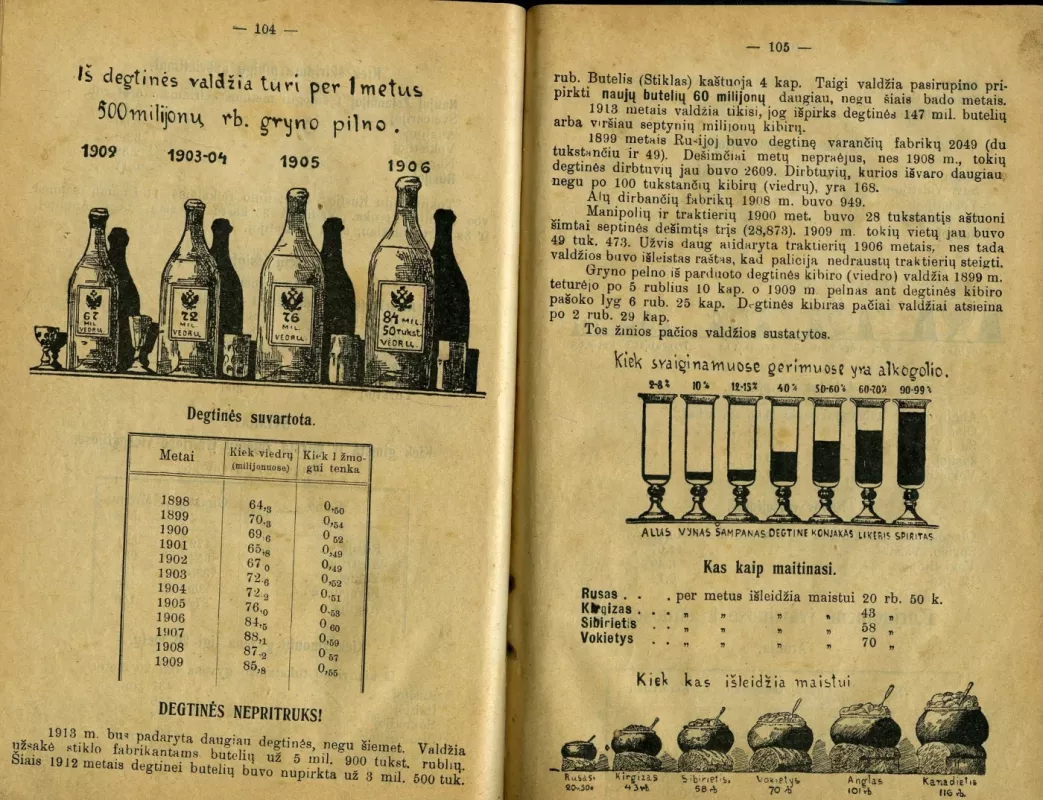 — 104 —
Iš degtinės valdžia turi per 1 metus
500 milijonų rb. gryno pilno.
1909 1903-04 1905 1906
67
MIL.
VEDRŲ.
72
MIL.
VEDRŲ.
76
MIL.
VEDRŲ.
84 MIL.
50 tukst.
VEDRŲ.
Degtinės suvartota.
Metai Kiek viedrų (milijonuose) Kiek 1 žmogui tenka
1898 64,3 0,50
1899 70,3 0,54
1900 69,6 0,52
1901 65,8 0,49
1902 67,0 0,49
1903 72,6 0,52
1904 72,2 0,51
1905 76,0 0,53
1906 84,5 0,60
1907 88,1 0,59
1908 87,2 0,57
1909 85,8 0,55
DEGTINĖS NEPRITRUKS!
1913 m. bus padaryta daugiau degtinės, negu šiemet. Valdžia
užsakė stiklo fabrikantams butelių už 5 mil. 900 tukst. rublių.
Šiais 1912 metais degtinei butelių buvo nupirkta už 3 mil. 500 tuk.
— 105 —
rub. Butelis (Stiklas) kaštuoja 4 kap. Taigi valdžia pasirupino pri-
pirkti naujų butelių 60 milijonų daugiau, negu šiais bado metais.
1913 metais valdžia tikisi, jog išpirks degtinės 147 mil. butelių
arba viršiau septynių milijonų kibirų.
1899 metais Rusijoj buvo degtinę varančių fabrikų 2049 (du
tukstančiu ir 49). Dešimčiai metų nepraėjus, nes 1908 m., tokių
degtinės dirbtuvių jau buvo 2609. Dirbtuvių, kurios išvaro daugiau
negu po 100 tukstančių kibirų (viedrų), yra 168.
Alų dirbančių fabrikų 1908 m. buvo 949.
Manipolių ir traktierių 1900 met. buvo 28 tukstantįs aštuoni
šimtai septinės dešimtįs trįs (28,873). 1909 m. tokių vietų jau buvo
49 tuk. 473. Užvis daug atidaryta traktierių 1906 metais, nes tada
valdžios buvo išleistas raštas, kad palicija nedraustų traktierių steigti.
Gryno pelno iš parduoto degtinės kibiro (viedro) valdžia 1899 m.
teturėjo po 5 rublius 10 kap. o 1909 m. pelnas ant degtinės kibiro
pašoko lyg 6 rub. 25 kap. Degtinės kibiras pačiai valdžiai atsieina
po 2 rub. 29 kap.
Tos žinios pačios valdžios sustatytos.
Kiek svaiginamuose gėrimuose yra alkogolio.
2-8% 10% 12-15% 40% 50-60% 60-70% 90-99%
ALUS VYNAS ŠAMPANAS DEGTINE KONJAKAS LIKERIS SPIRITAS
Kas kaip maitinasi.
Rusas . . . per metus išleidžia maistui 20 rb. 50 k.
Kirgizas . . . „ „ „ „ 43 „
Sibirietis . . „ „ „ „ 58 „
Vokietys . . „ „ „ „ 70 „
Kiek kas išleidžia maistui
Rusas. Kirgizas Sibirietis. Vokietys Anglas Kanadietis
20.50k 43 rb 58 rb 70 rb 101 rb 116 rb.